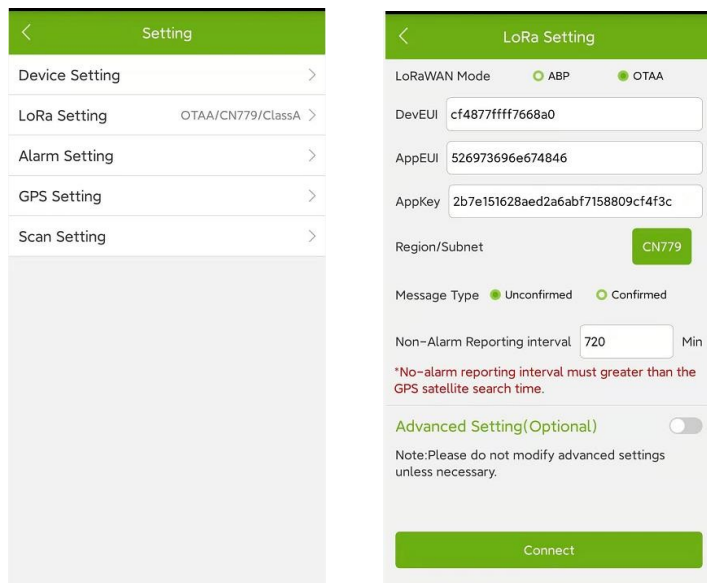 Setting
Device Setting
LoRa Setting OTAA/CN779/ClassA
Alarm Setting
GPS Setting
Scan Setting
LoRa Setting
LoRaWAN Mode ABP OTAA
DevEUI cf4877ffff7668a0
AppEUI 526973696e674846
AppKey 2b7e151628aed2a6abf7158809cf4f3c
Region/Subnet CN779
Message Type Unconfirmed Confirmed
Non-Alarm Reporting interval 720 Min
*No-alarm reporting interval must greater than the
GPS satellite search time.
Advanced Setting(Optional)
Note:Please do not modify advanced settings
unless necessary.
Connect